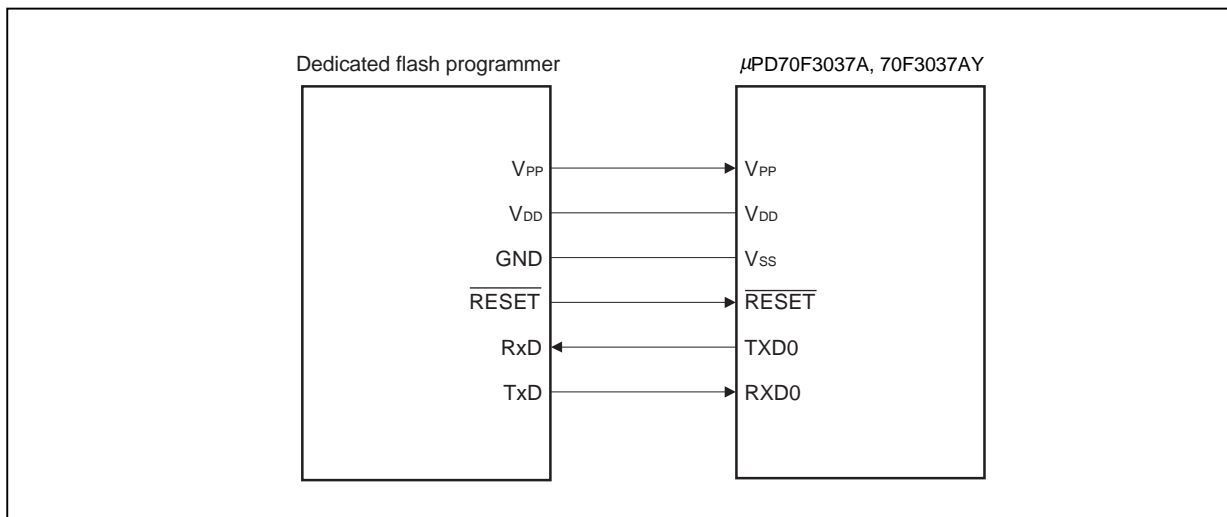 Dedicated flash programmer
μPD70F3037A, 70F3037AY
VPP
VPP
VDD
VDD
GND
VSS
RESET
RESET
RxD
TXD0
TxD
RXD0